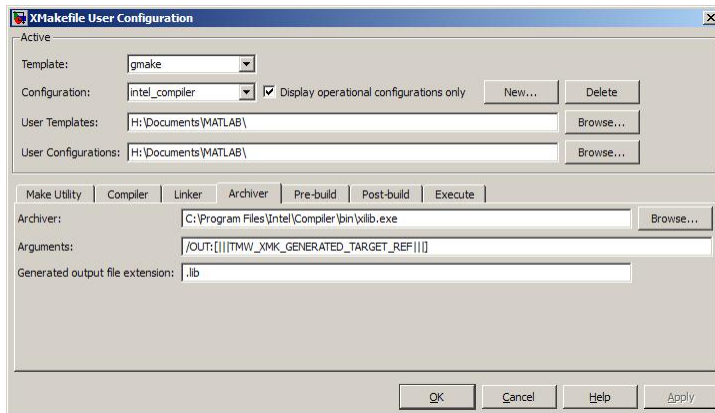 XMakefile User Configuration
Active
Template: gmake
Configuration: intel_compiler Display operational configurations only New... Delete
User Templates: H:\Documents\MATLAB\ Browse...
User Configurations: H:\Documents\MATLAB\ Browse...
Make Utility Compiler Linker Archiver Pre-build Post-build Execute
Archiver: C:\Program Files\Intel\Compiler\bin\xilib.exe Browse...
Arguments: /OUT:[|||TMW_XMK_GENERATED_TARGET_REF|||]
Generated output file extension: .lib
OK Cancel Help Apply